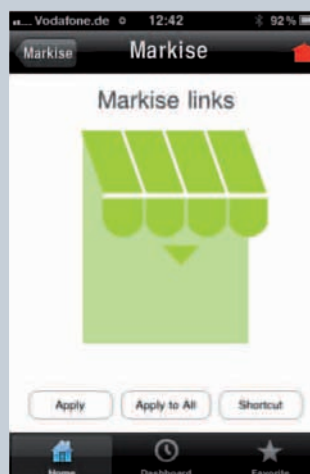 Vodafone.de 12:42 92%
Markise Markise
Markise links
Apply Apply to All Shortcut
Home Dashboard Favorite